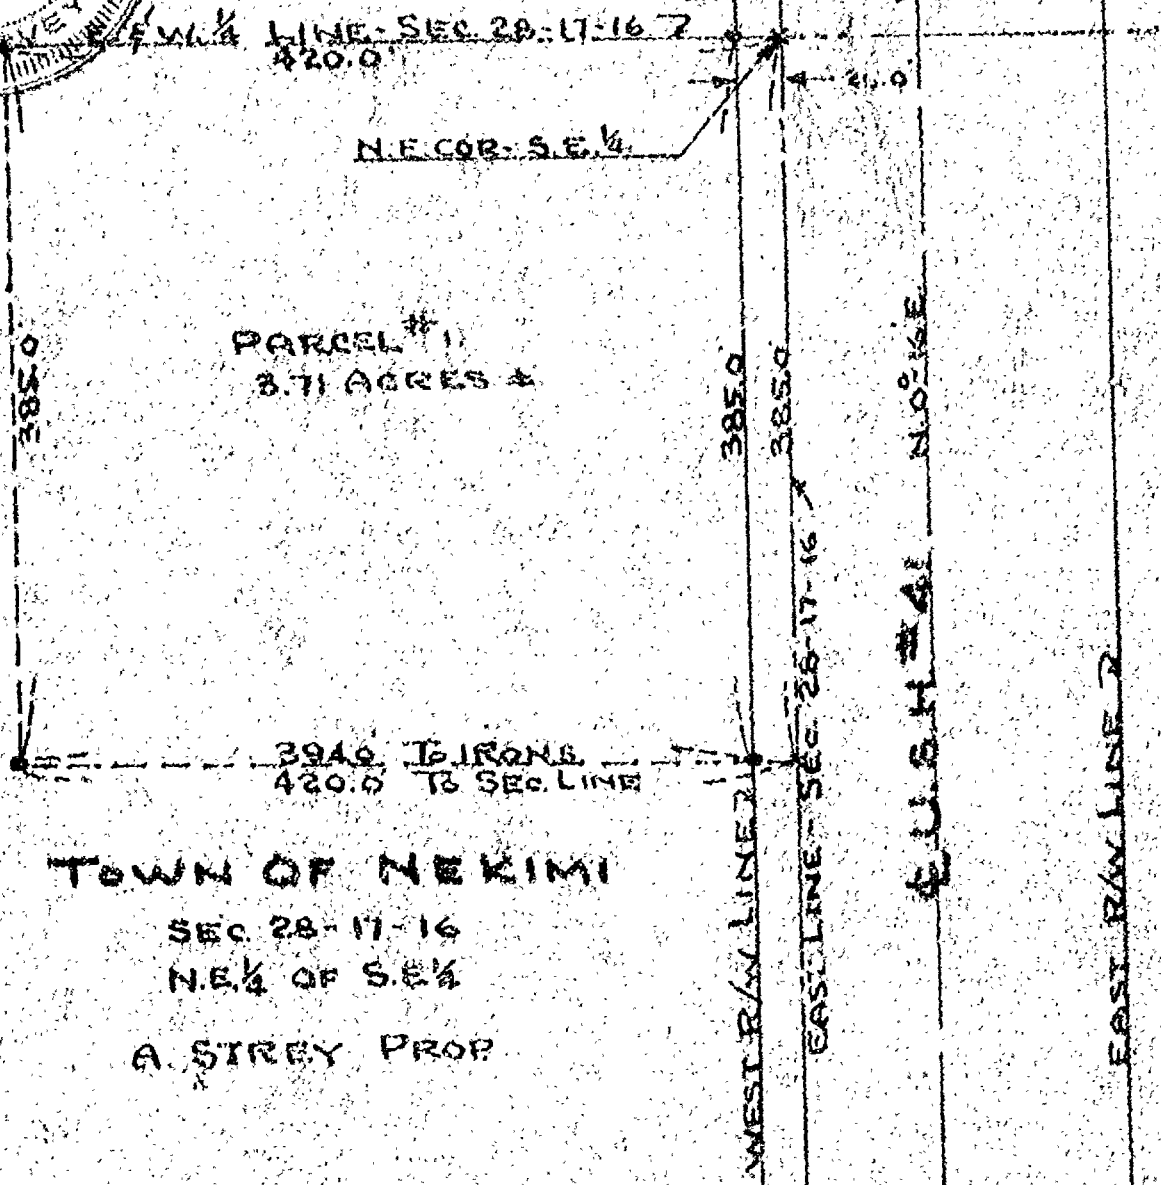 VEY
E.& W. ¼ LINE - SEC. 28-17-16
420.0'
N.E. COR. S.E. ¼
PARCEL #1
3.71 ACRES ±
385.0'
385.0'
385.0'
N.0°-16'E.
394.0' TO IRONS
420.0' TO SEC. LINE
TOWN OF NEKIMI
SEC. 28-17-16
N.E.¼ OF S.E.¼
A. STREY PROP.
WEST R/W LINE
EAST LINE - SEC. 28-17-16
℄ U.S.H. #41
EAST R/W LINE